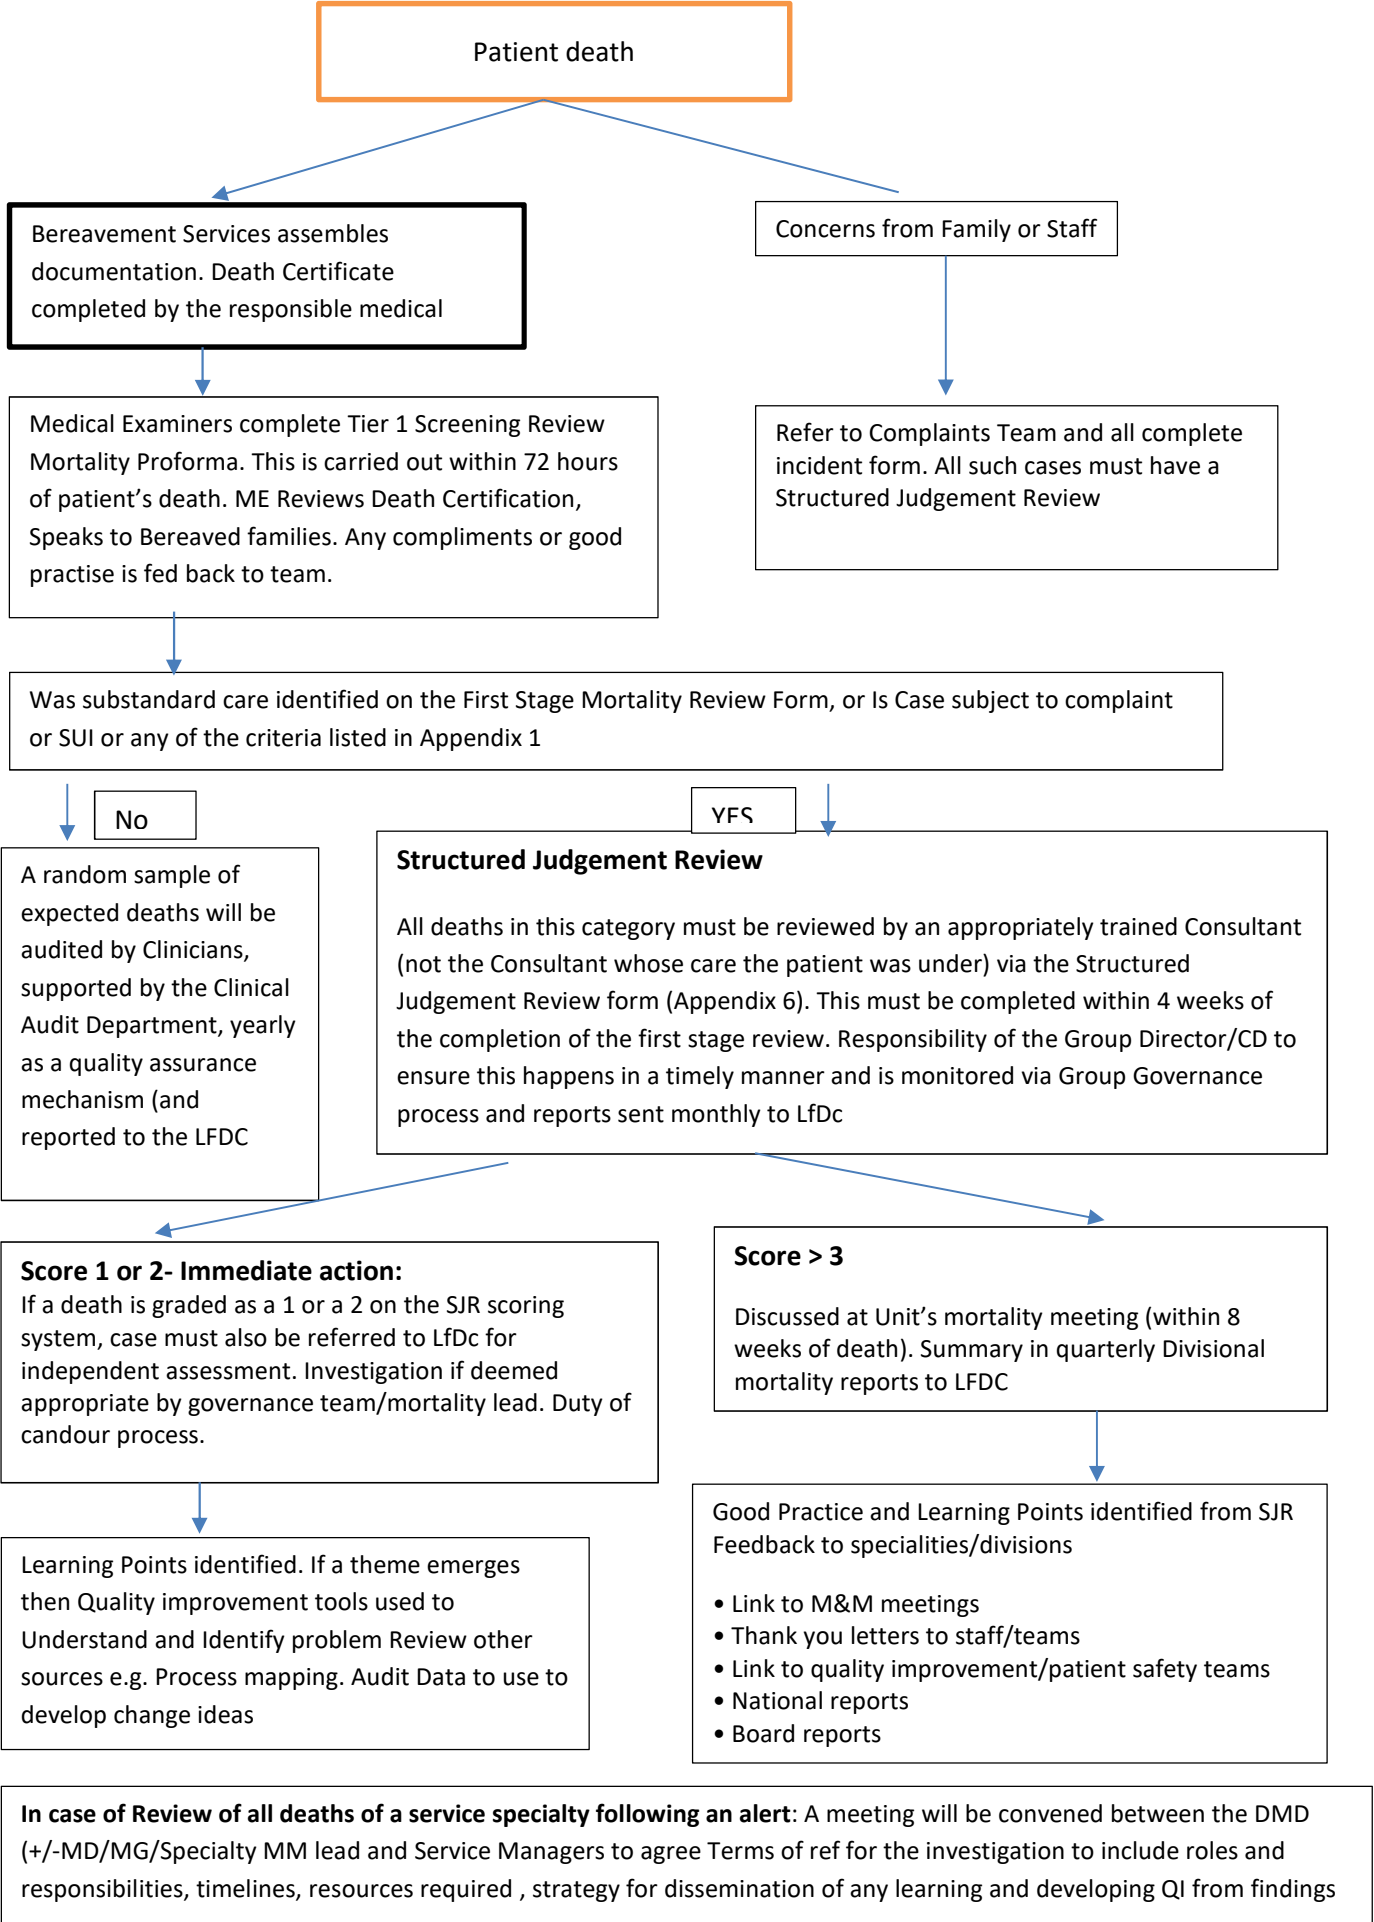 Patient death
Bereavement Services assembles
documentation. Death Certificate
completed by the responsible medical
Concerns from Family or Staff
Medical Examiners complete Tier 1 Screening Review
Mortality Proforma. This is carried out within 72 hours
of patient’s death. ME Reviews Death Certification,
Speaks to Bereaved families. Any compliments or good
practise is fed back to team.
Refer to Complaints Team and all complete
incident form. All such cases must have a
Structured Judgement Review
Was substandard care identified on the First Stage Mortality Review Form, or Is Case subject to complaint
or SUI or any of the criteria listed in Appendix 1
No
YES
A random sample of
expected deaths will be
audited by Clinicians,
supported by the Clinical
Audit Department, yearly
as a quality assurance
mechanism (and
reported to the LFDC
Structured Judgement Review
All deaths in this category must be reviewed by an appropriately trained Consultant
(not the Consultant whose care the patient was under) via the Structured
Judgement Review form (Appendix 6). This must be completed within 4 weeks of
the completion of the first stage review. Responsibility of the Group Director/CD to
ensure this happens in a timely manner and is monitored via Group Governance
process and reports sent monthly to LfDc
Score 1 or 2- Immediate action:
If a death is graded as a 1 or a 2 on the SJR scoring
system, case must also be referred to LfDc for
independent assessment. Investigation if deemed
appropriate by governance team/mortality lead. Duty of
candour process.
Score > 3
Discussed at Unit’s mortality meeting (within 8
weeks of death). Summary in quarterly Divisional
mortality reports to LFDC
Learning Points identified. If a theme emerges
then Quality improvement tools used to
Understand and Identify problem Review other
sources e.g. Process mapping. Audit Data to use to
develop change ideas
Good Practice and Learning Points identified from SJR
Feedback to specialities/divisions
• Link to M&M meetings
• Thank you letters to staff/teams
• Link to quality improvement/patient safety teams
• National reports
• Board reports
In case of Review of all deaths of a service specialty following an alert: A meeting will be convened between the DMD
(+/-MD/MG/Specialty MM lead and Service Managers to agree Terms of ref for the investigation to include roles and
responsibilities, timelines, resources required , strategy for dissemination of any learning and developing QI from findings